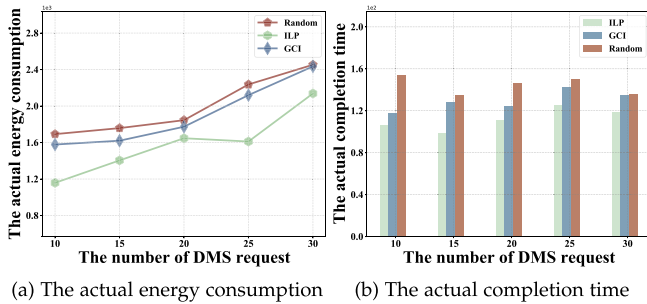 1e3
Random
ILP
GCI
2.8
2.4
2.0
1.6
1.2
0.8
10 15 20 25 30
The actual energy consumption
The number of DMS request
(a) The actual energy consumption
1e2
ILP
GCI
Random
2.0
1.6
1.2
0.8
0.4
0.0
10 15 20 25 30
The actual completion time
The number of DMS request
(b) The actual completion time